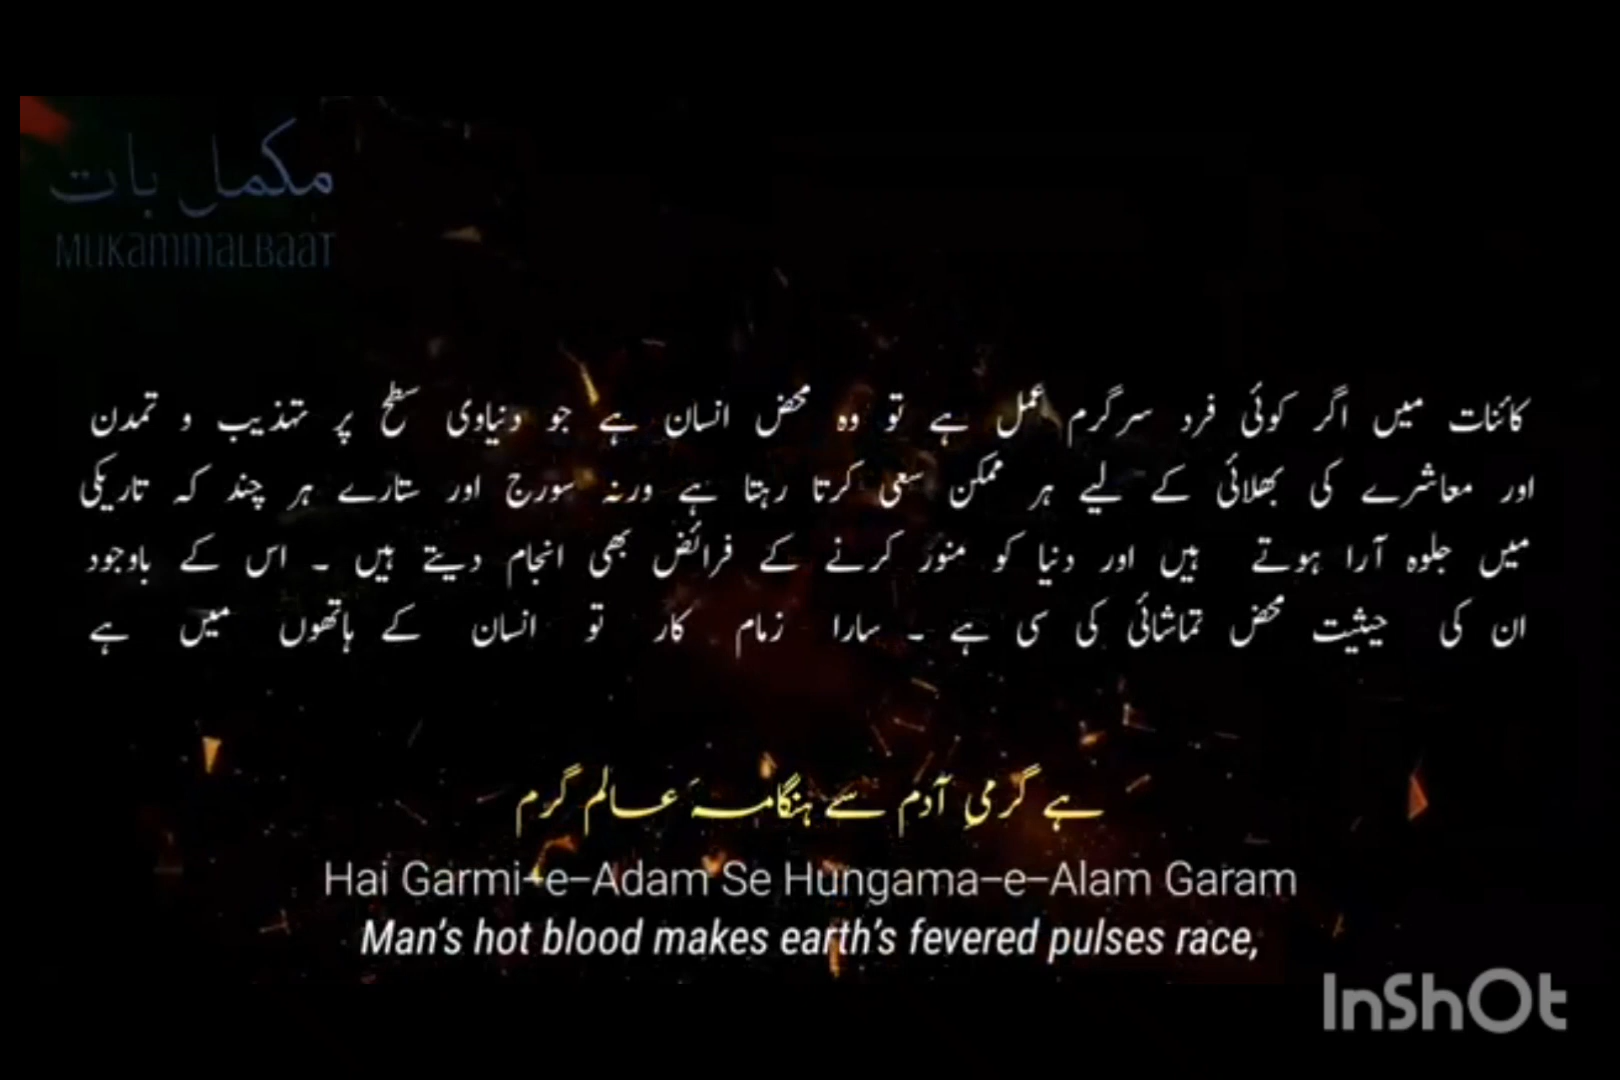 مکمل بات
MUKAMMALBAAT
کائنات میں اگر کوئی فرد سرگرم عمل ہے تو وہ محض انسان ہے جو دنیاوی سطح پر تہذیب و تمدن
اور معاشرے کی بھلائی کے لیے ہر ممکن سعی کرتا رہتا ہے ورنہ سورج اور ستارے ہر چند کہ تاریکی
میں جلوہ آرا ہوتے ہیں اور دنیا کو منور کرنے کے فرائض بھی انجام دیتے ہیں ۔ اس کے باوجود
ان کی حیثیت محض تماشائی کی سی ہے ۔ سارا زمام کار تو انسان کے ہاتھوں میں ہے
ہے گرمیِ آدم سے ہنگامۂ عالم گرم
Hai Garmi-e-Adam Se Hungama-e-Alam Garam
Man's hot blood makes earth's fevered pulses race,
InShOt